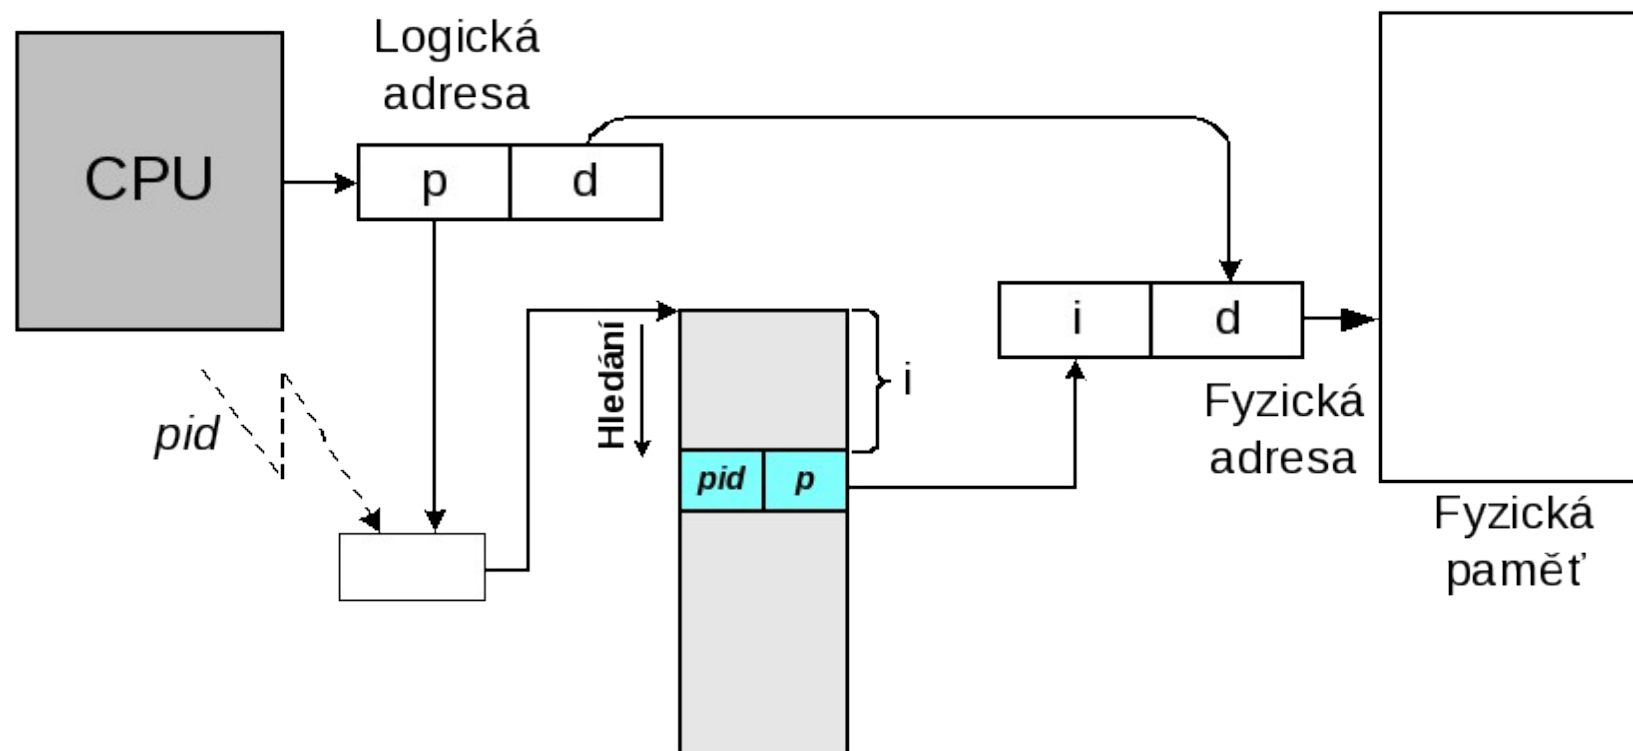 Logická
adresa
CPU
p
d
Hledání
i
i
d
pid
Fyzická
adresa
pid
p
Fyzická
paměť